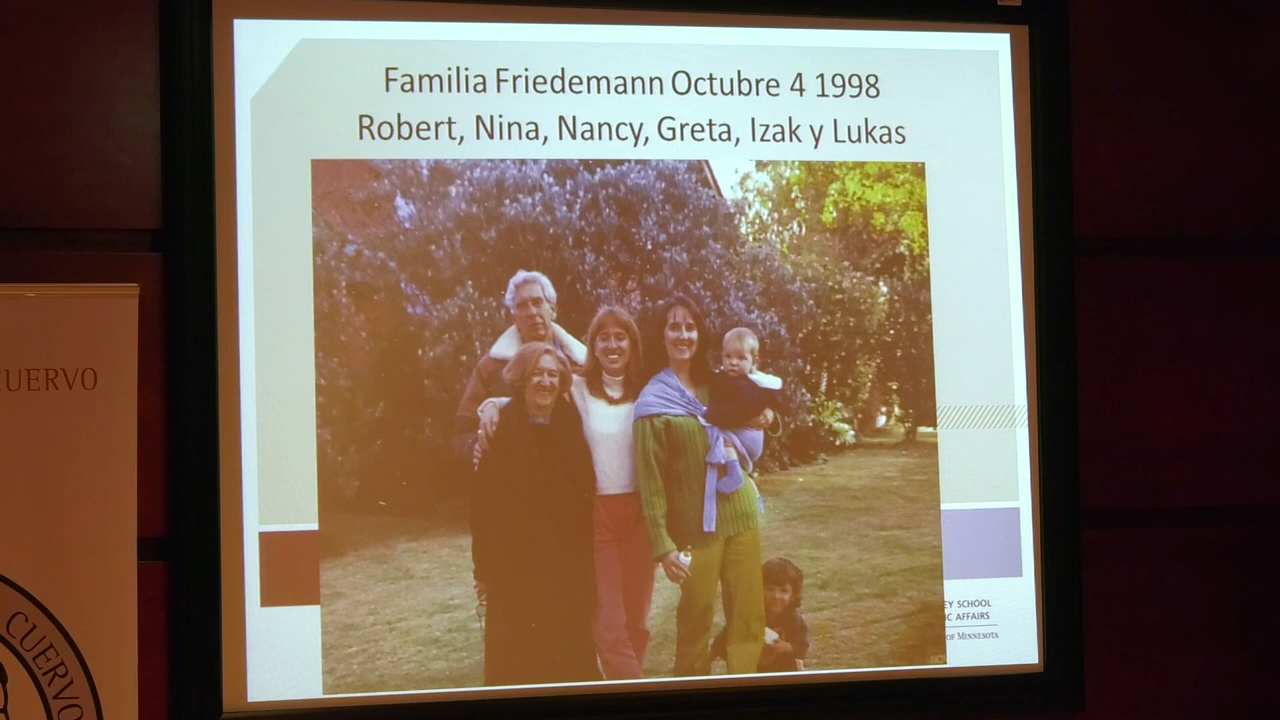 Familia Friedemann Octubre 4 1998
Robert, Nina, Nancy, Greta, Izak y Lukas
CUERVO
EY SCHOOL
IC AFFAIRS
OF MINNESOTA
CUERVO